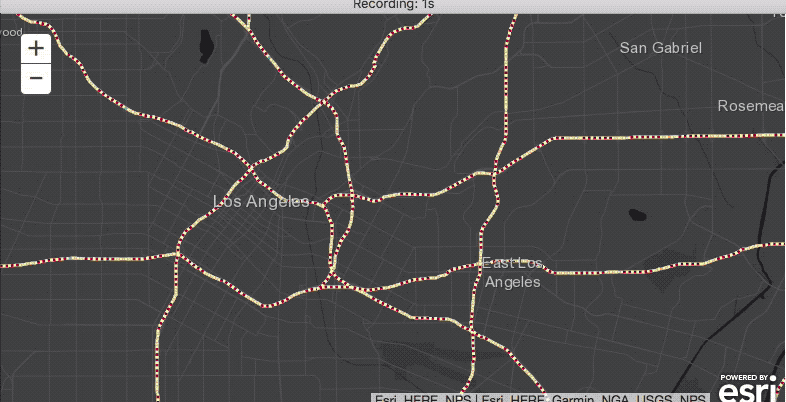 Recording: 1s
ood
+
San Gabriel
−
Rosemea
Los Angeles
East Los
Angeles
POWERED BY
esri
Esri, HERE, NPS | Esri, HERE, Garmin, NGA, USGS, NPS